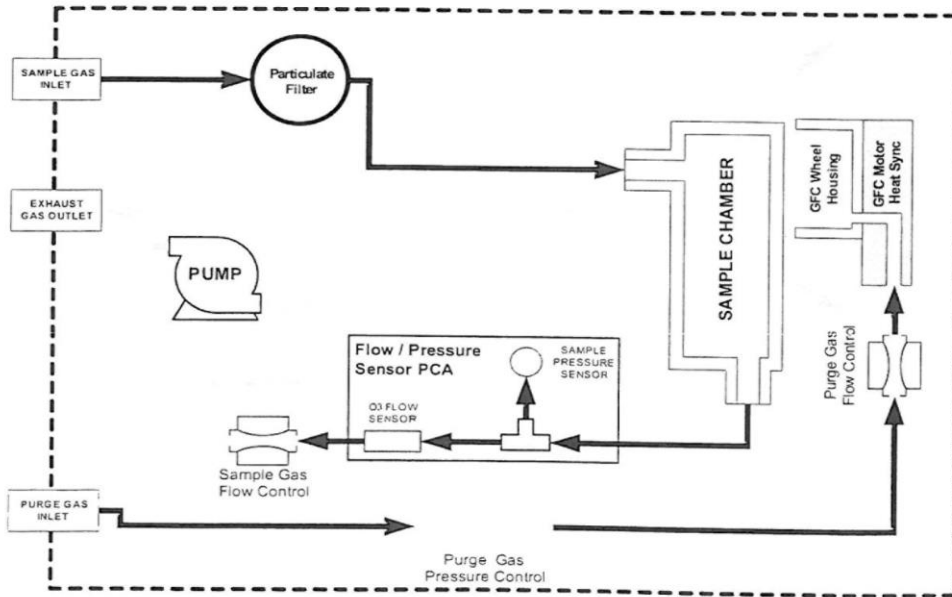 SAMPLE GAS
INLET
Particulate
Filter
EXHAUST
GAS OUTLET
PUMP
SAMPLE CHAMBER
GFC Wheel
Housing
GFC Motor
Heat Sync
Flow / Pressure
Sensor PCA
SAMPLE
PRESSURE
SENSOR
O3 FLOW
SENSOR
Sample Gas
Flow Control
Purge Gas
Flow Control
PURGE GAS
INLET
Purge Gas
Pressure Control